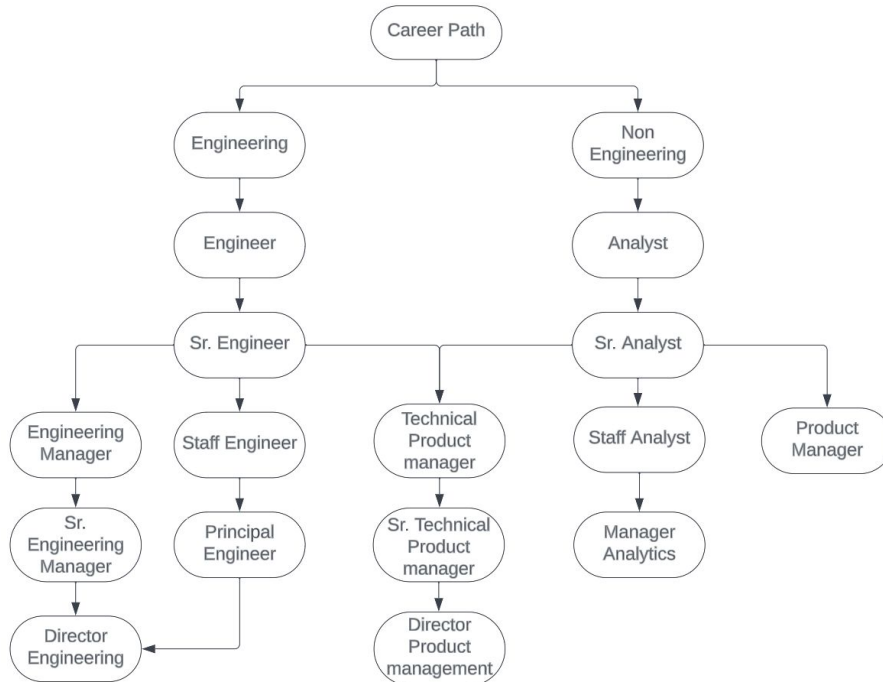 Career Path
Engineering
Non
Engineering
Engineer
Analyst
Sr. Engineer
Sr. Analyst
Engineering
Manager
Staff Engineer
Technical
Product
manager
Staff Analyst
Product
Manager
Sr.
Engineering
Manager
Principal
Engineer
Sr. Technical
Product
manager
Manager
Analytics
Director
Engineering
Director
Product
management